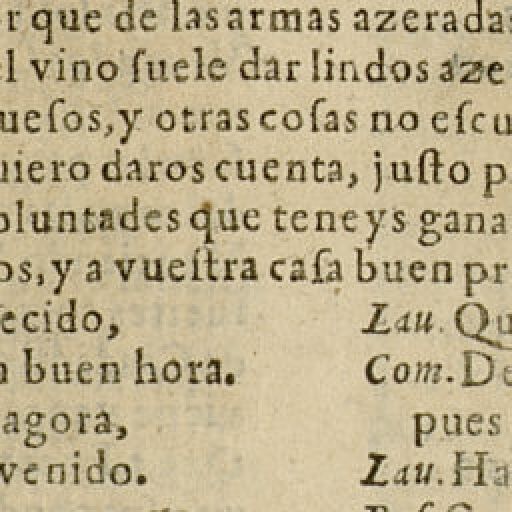 r que de las armas azeradas
l vino ſuele dar lindos aze
ueſos, y otras coſas no eſcu
uiero daros cuenta, juſto p
oluntades que teneys gana
os, y a vueſtra caſa buen pr
ecido, Lau. Qu
n buen hora. Com. De
agora, pues
venido. Lau. Ha